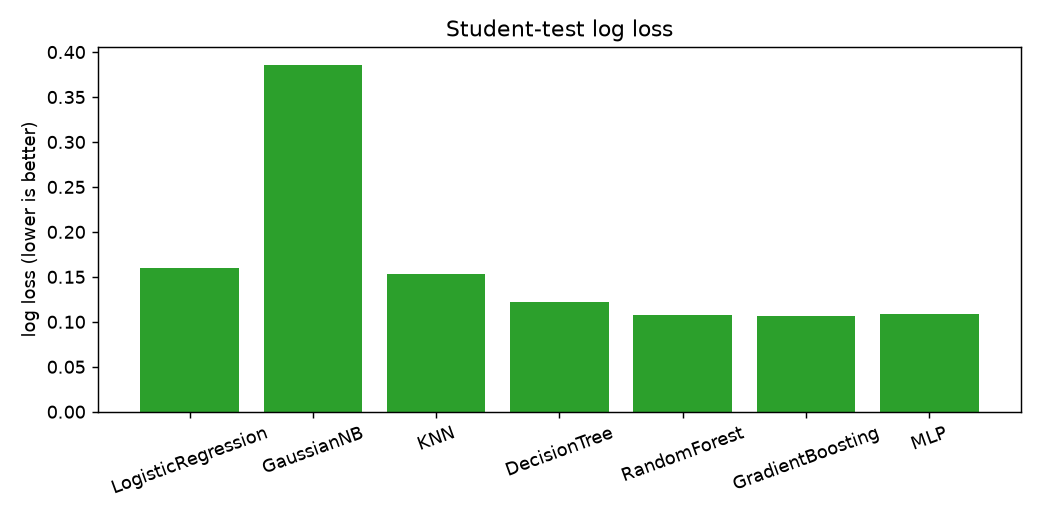 Student-test log loss
log loss (lower is better)
0.40
0.35
0.30
0.25
0.20
0.15
0.10
0.05
0.00
LogisticRegression
GaussianNB
KNN
DecisionTree
RandomForest
GradientBoosting
MLP